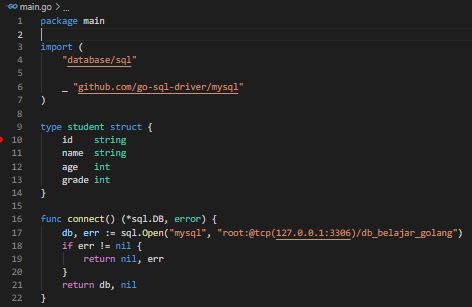 main.go > ...
1 package main
2
3 import (
4     "database/sql"
5
6     _ "github.com/go-sql-driver/mysql"
7 )
8
9 type student struct {
10     id    string
11     name  string
12     age   int
13     grade int
14 }
15
16 func connect() (*sql.DB, error) {
17     db, err := sql.Open("mysql", "root:@tcp(127.0.0.1:3306)/db_belajar_golang")
18     if err != nil {
19         return nil, err
20     }
21     return db, nil
22 }